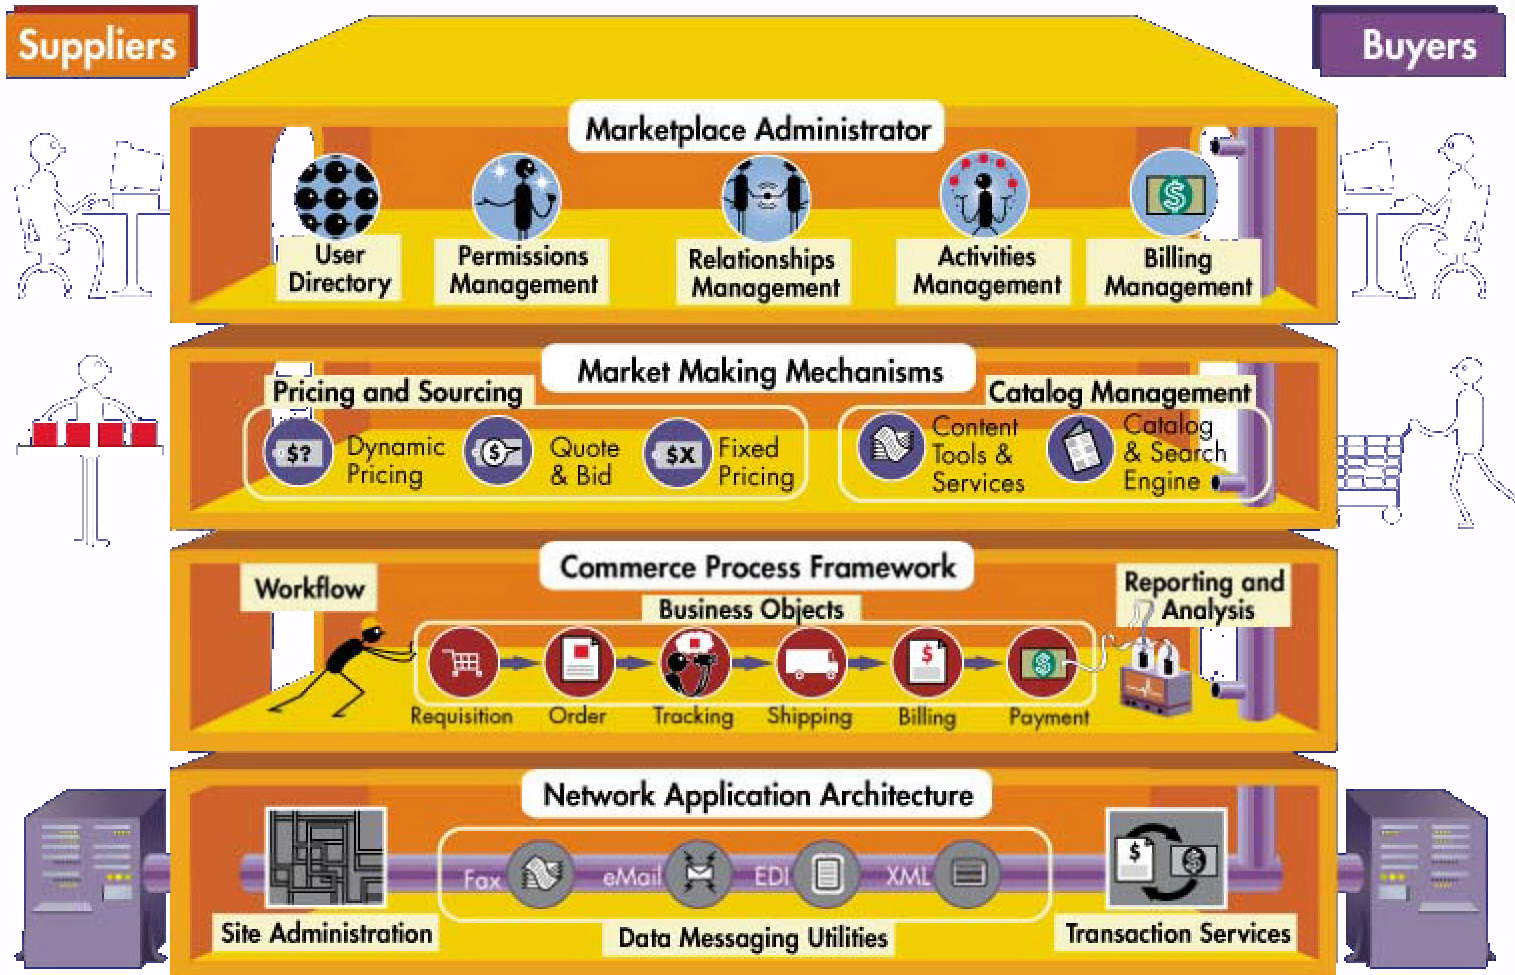 Suppliers
Buyers
Marketplace Administrator
User
Directory
Permissions
Management
Relationships
Management
Activities
Management
Billing
Management
$
Market Making Mechanisms
Pricing and Sourcing
Catalog Management
$?
Dynamic
Pricing
$
Quote
& Bid
$X
Fixed
Pricing
Content
Tools &
Services
Catalog
& Search
Engine
Commerce Process Framework
Workflow
Business Objects
Reporting and
Analysis
$
$
Requisition
Order
Tracking
Shipping
Billing
Payment
Network Application Architecture
Fax
eMail
EDI
XML
$
$
Site Administration
Data Messaging Utilities
Transaction Services